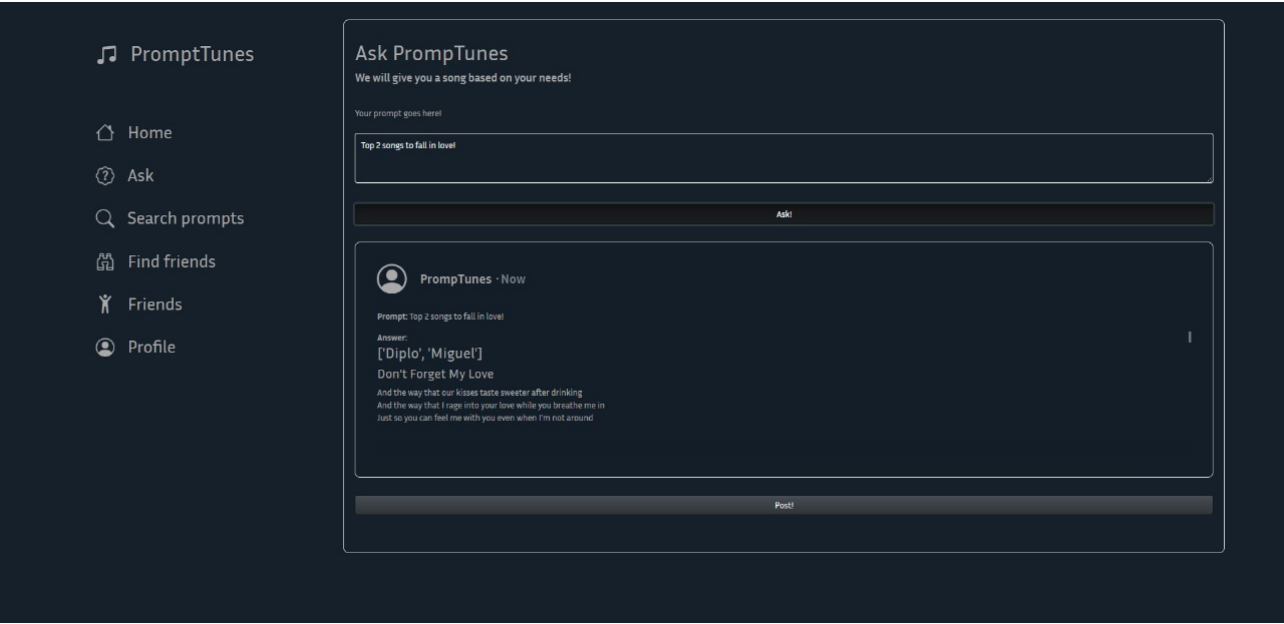 PromptTunes
Home
Ask
Search prompts
Find friends
Friends
Profile
Ask PrompTunes
We will give you a song based on your needs!
Your prompt goes here!
Top 2 songs to fall in love!
Ask!
PrompTunes · Now
Prompt: Top 2 songs to fall in love!
Answer:
['Diplo', 'Miguel']
Don't Forget My Love
And the way that our kisses taste sweeter after drinking
And the way that I rage into your love while you breathe me in
Just so you can feel me with you even when I'm not around
Post!